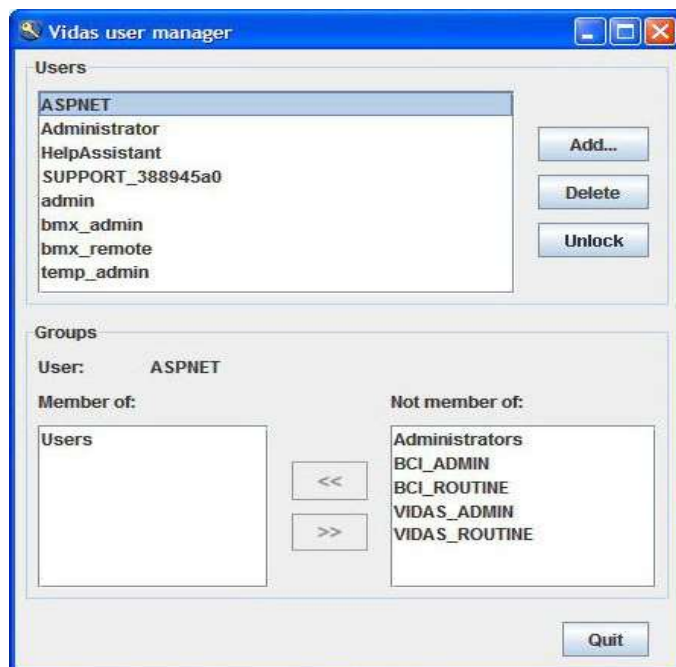 Vidas user manager
Users
ASPNET
Administrator
HelpAssistant
SUPPORT_388945a0
admin
bmx_admin
bmx_remote
temp_admin
Add...
Delete
Unlock
Groups
User: ASPNET
Member of:
Users
<<
>>
Not member of:
Administrators
BCI_ADMIN
BCI_ROUTINE
VIDAS_ADMIN
VIDAS_ROUTINE
Quit